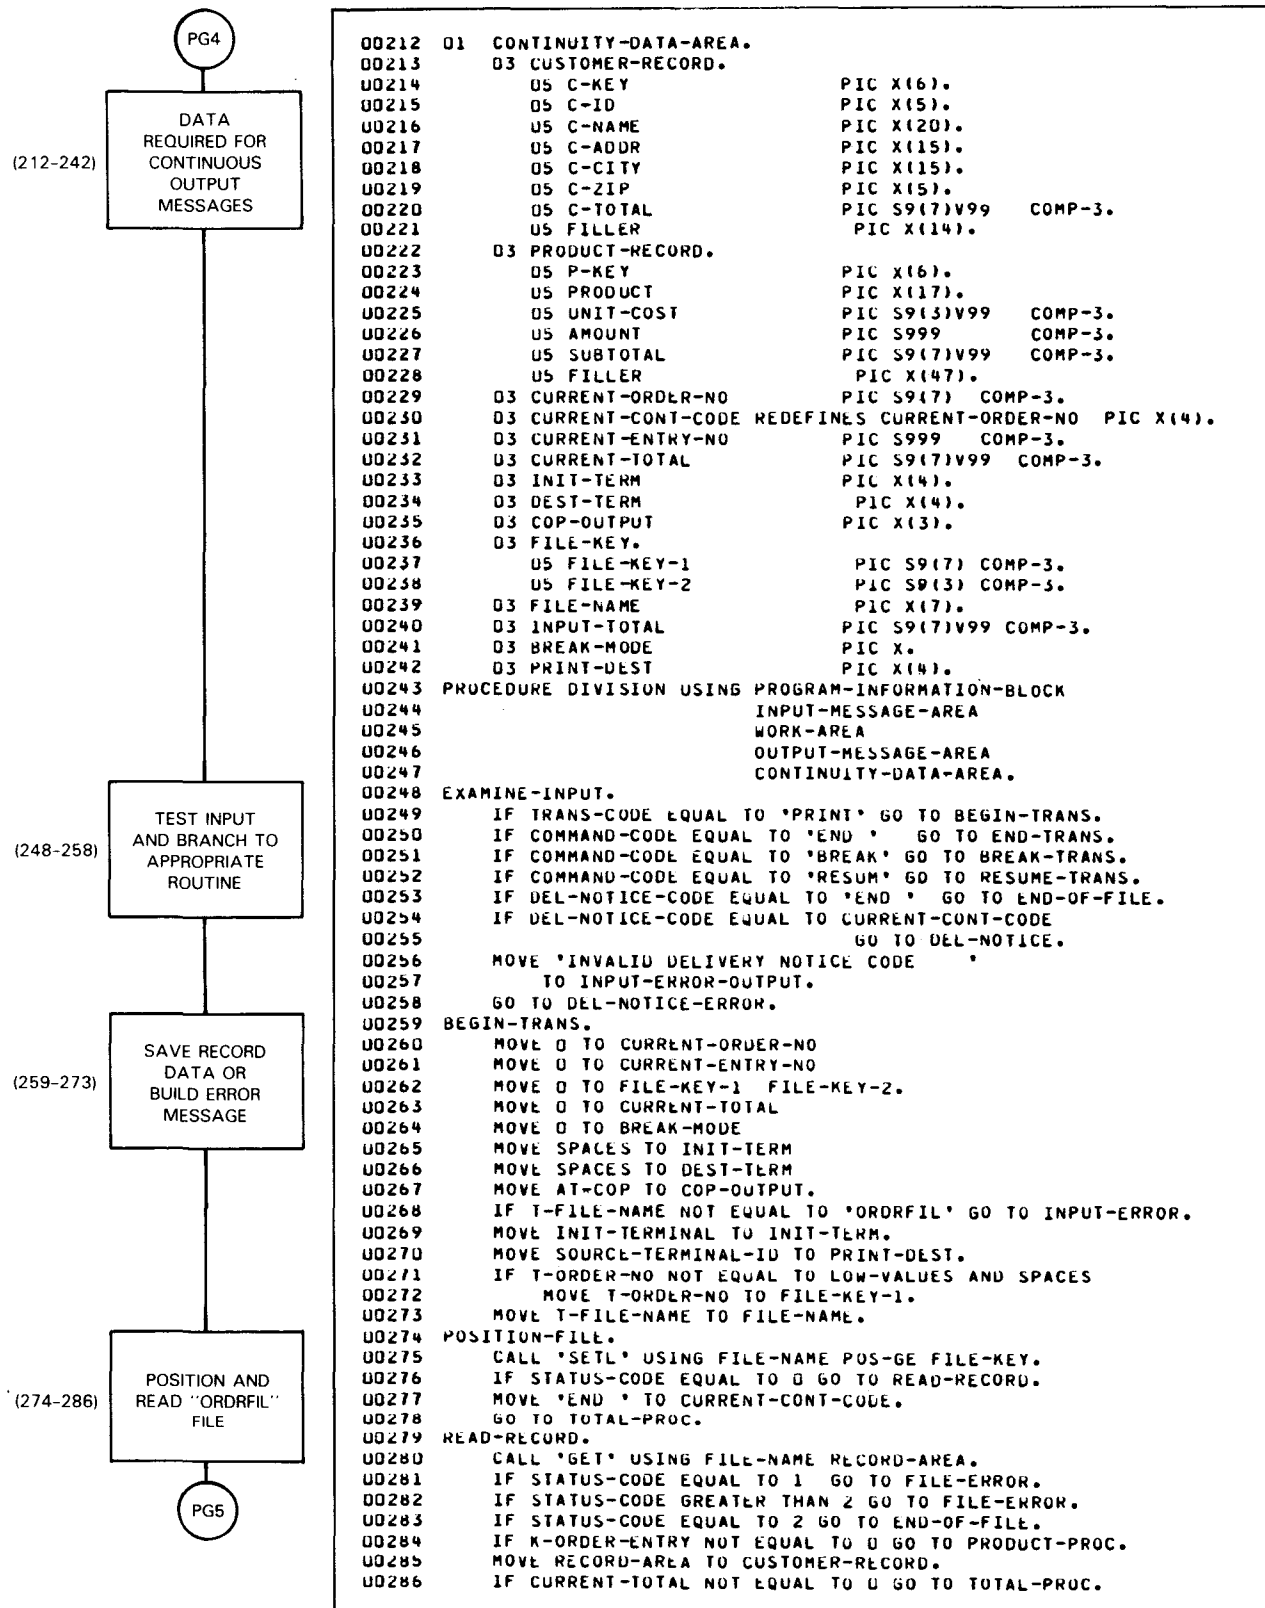 PG4
DATA
REQUIRED FOR
CONTINUOUS
OUTPUT
MESSAGES
(212-242)
TEST INPUT
AND BRANCH TO
APPROPRIATE
ROUTINE
(248-258)
SAVE RECORD
DATA OR
BUILD ERROR
MESSAGE
(259-273)
POSITION AND
READ "ORDRFIL"
FILE
(274-286)
PG5
00212 01 CONTINUITY-DATA-AREA.
00213 03 CUSTOMER-RECORD.
00214 05 C-KEY PIC X(6).
00215 05 C-ID PIC X(5).
00216 05 C-NAME PIC X(20).
00217 05 C-ADDR PIC X(15).
00218 05 C-CITY PIC X(15).
00219 05 C-ZIP PIC X(5).
00220 05 C-TOTAL PIC S9(7)V99 COMP-3.
00221 05 FILLER PIC X(14).
00222 03 PRODUCT-RECORD.
00223 05 P-KEY PIC X(6).
00224 05 PRODUCT PIC X(17).
00225 05 UNIT-COST PIC S9(3)V99 COMP-3.
00226 05 AMOUNT PIC S999 COMP-3.
00227 05 SUBTOTAL PIC S9(7)V99 COMP-3.
00228 05 FILLER PIC X(47).
00229 03 CURRENT-ORDER-NO PIC S9(7) COMP-3.
00230 03 CURRENT-CONT-CODE REDEFINES CURRENT-ORDER-NO PIC X(4).
00231 03 CURRENT-ENTRY-NO PIC S999 COMP-3.
00232 03 CURRENT-TOTAL PIC S9(7)V99 COMP-3.
00233 03 INIT-TERM PIC X(4).
00234 03 DEST-TERM PIC X(4).
00235 03 COP-OUTPUT PIC X(3).
00236 03 FILE-KEY.
00237 05 FILE-KEY-1 PIC S9(7) COMP-3.
00238 05 FILE-KEY-2 PIC S9(3) COMP-3.
00239 03 FILE-NAME PIC X(7).
00240 03 INPUT-TOTAL PIC S9(7)V99 COMP-3.
00241 03 BREAK-MODE PIC X.
00242 03 PRINT-DEST PIC X(4).
00243 PROCEDURE DIVISION USING PROGRAM-INFORMATION-BLOCK
00244 INPUT-MESSAGE-AREA
00245 WORK-AREA
00246 OUTPUT-MESSAGE-AREA
00247 CONTINUITY-DATA-AREA.
00248 EXAMINE-INPUT.
00249 IF TRANS-CODE EQUAL TO 'PRINT' GO TO BEGIN-TRANS.
00250 IF COMMAND-CODE EQUAL TO 'END ' GO TO END-TRANS.
00251 IF COMMAND-CODE EQUAL TO 'BREAK' GO TO BREAK-TRANS.
00252 IF COMMAND-CODE EQUAL TO 'RESUM' GO TO RESUME-TRANS.
00253 IF DEL-NOTICE-CODE EQUAL TO 'END ' GO TO END-OF-FILE.
00254 IF DEL-NOTICE-CODE EQUAL TO CURRENT-CONT-CODE
00255 GO TO DEL-NOTICE.
00256 MOVE 'INVALID DELIVERY NOTICE CODE '
00257 TO INPUT-ERROR-OUTPUT.
00258 GO TO DEL-NOTICE-ERROR.
00259 BEGIN-TRANS.
00260 MOVE 0 TO CURRENT-ORDER-NO
00261 MOVE 0 TO CURRENT-ENTRY-NO
00262 MOVE 0 TO FILE-KEY-1 FILE-KEY-2.
00263 MOVE 0 TO CURRENT-TOTAL
00264 MOVE 0 TO BREAK-MODE
00265 MOVE SPACES TO INIT-TERM
00266 MOVE SPACES TO DEST-TERM
00267 MOVE AT-COP TO COP-OUTPUT.
00268 IF T-FILE-NAME NOT EQUAL TO 'ORDRFIL' GO TO INPUT-ERROR.
00269 MOVE INIT-TERMINAL TO INIT-TERM.
00270 MOVE SOURCE-TERMINAL-ID TO PRINT-DEST.
00271 IF T-ORDER-NO NOT EQUAL TO LOW-VALUES AND SPACES
00272 MOVE T-ORDER-NO TO FILE-KEY-1.
00273 MOVE T-FILE-NAME TO FILE-NAME.
00274 POSITION-FILE.
00275 CALL 'SETL' USING FILE-NAME POS-GE FILE-KEY.
00276 IF STATUS-CODE EQUAL TO 0 GO TO READ-RECORD.
00277 MOVE 'END ' TO CURRENT-CONT-CODE.
00278 GO TO TOTAL-PROC.
00279 READ-RECORD.
00280 CALL 'GET' USING FILE-NAME RECORD-AREA.
00281 IF STATUS-CODE EQUAL TO 1 GO TO FILE-ERROR.
00282 IF STATUS-CODE GREATER THAN 2 GO TO FILE-ERROR.
00283 IF STATUS-CODE EQUAL TO 2 GO TO END-OF-FILE.
00284 IF K-ORDER-ENTRY NOT EQUAL TO 0 GO TO PRODUCT-PROC.
00285 MOVE RECORD-AREA TO CUSTOMER-RECORD.
00286 IF CURRENT-TOTAL NOT EQUAL TO 0 GO TO TOTAL-PROC.